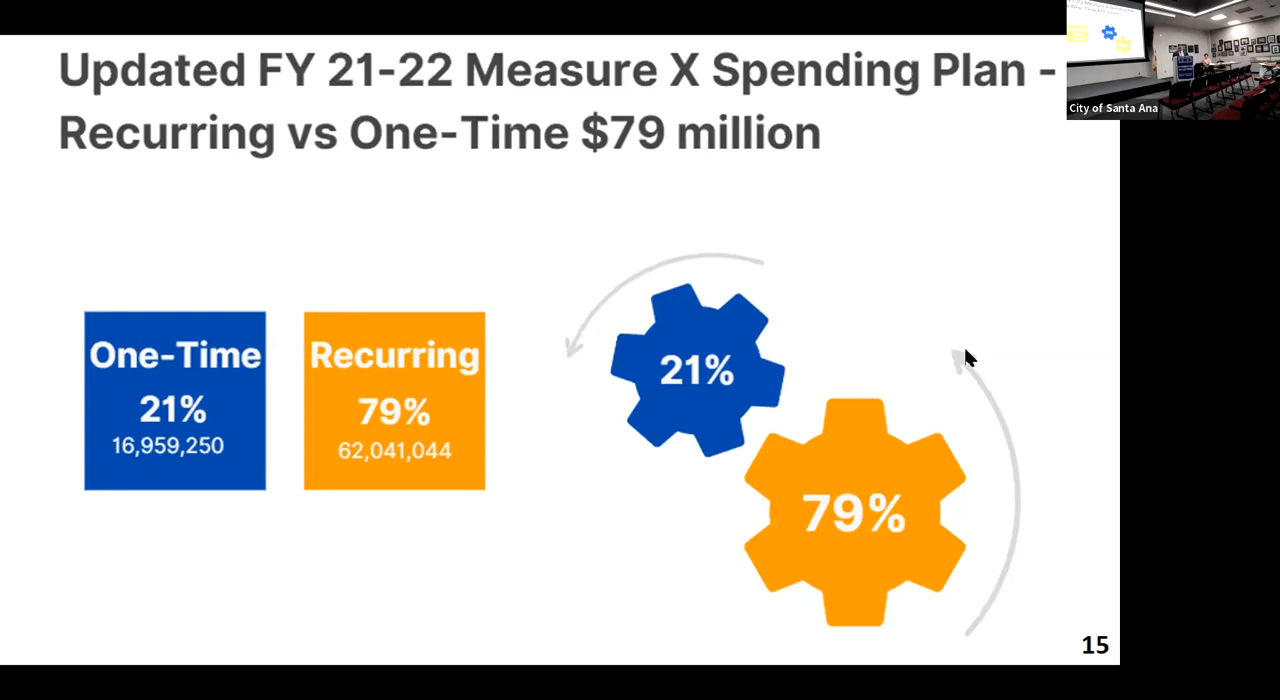 Updated FY 21-22 Measure X Spending Plan -
Recurring vs One-Time $79 million
City of Santa Ana
One-Time
21%
16,959,250
Recurring
79%
62,041,044
21%
79%
15